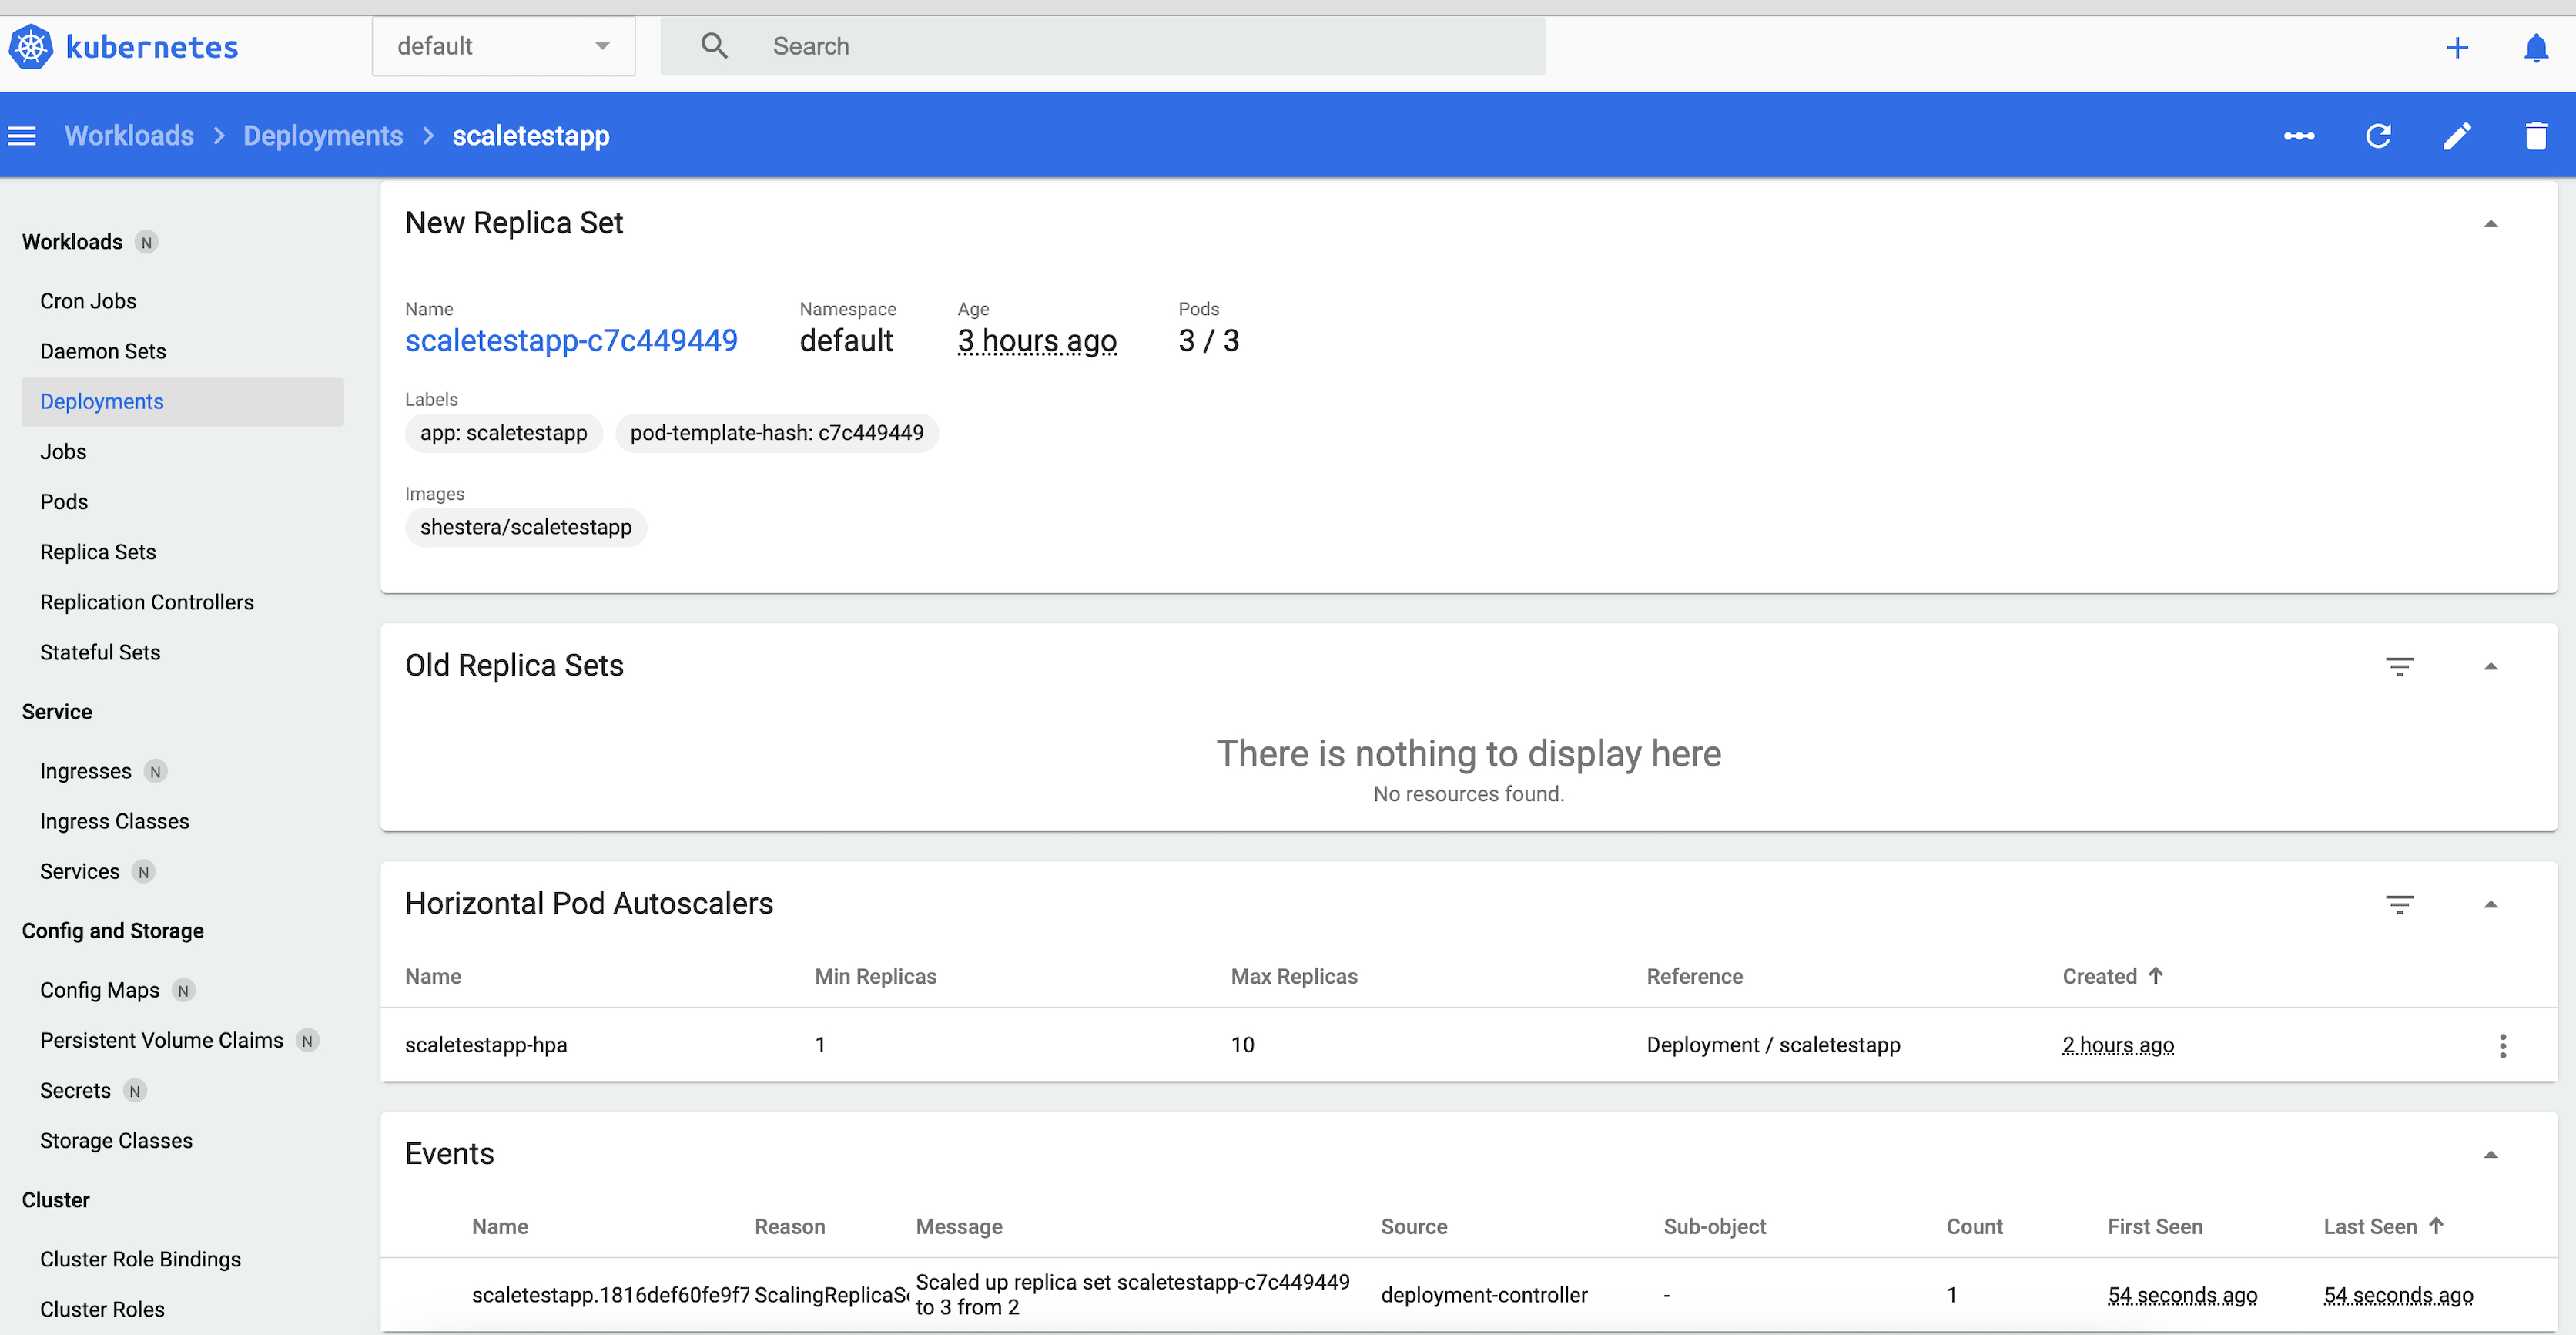 kubernetes
default
Search
Workloads > Deployments > scaletestapp
Workloads N
Cron Jobs
Daemon Sets
Deployments
Jobs
Pods
Replica Sets
Replication Controllers
Stateful Sets
Service
Ingresses N
Ingress Classes
Services N
Config and Storage
Config Maps N
Persistent Volume Claims N
Secrets N
Storage Classes
Cluster
Cluster Role Bindings
Cluster Roles
New Replica Set
Name Namespace Age Pods
scaletestapp-c7c449449 default 3 hours ago 3 / 3
Labels
app: scaletestapp pod-template-hash: c7c449449
Images
shestera/scaletestapp
Old Replica Sets
There is nothing to display here
No resources found.
Horizontal Pod Autoscalers
Name Min Replicas Max Replicas Reference Created
scaletestapp-hpa 1 10 Deployment / scaletestapp 2 hours ago
Events
Name Reason Message Source Sub-object Count First Seen Last Seen
scaletestapp.1816def60fe9f7 ScalingReplicaSe Scaled up replica set scaletestapp-c7c449449 deployment-controller - 1 54 seconds ago 54 seconds ago
to 3 from 2